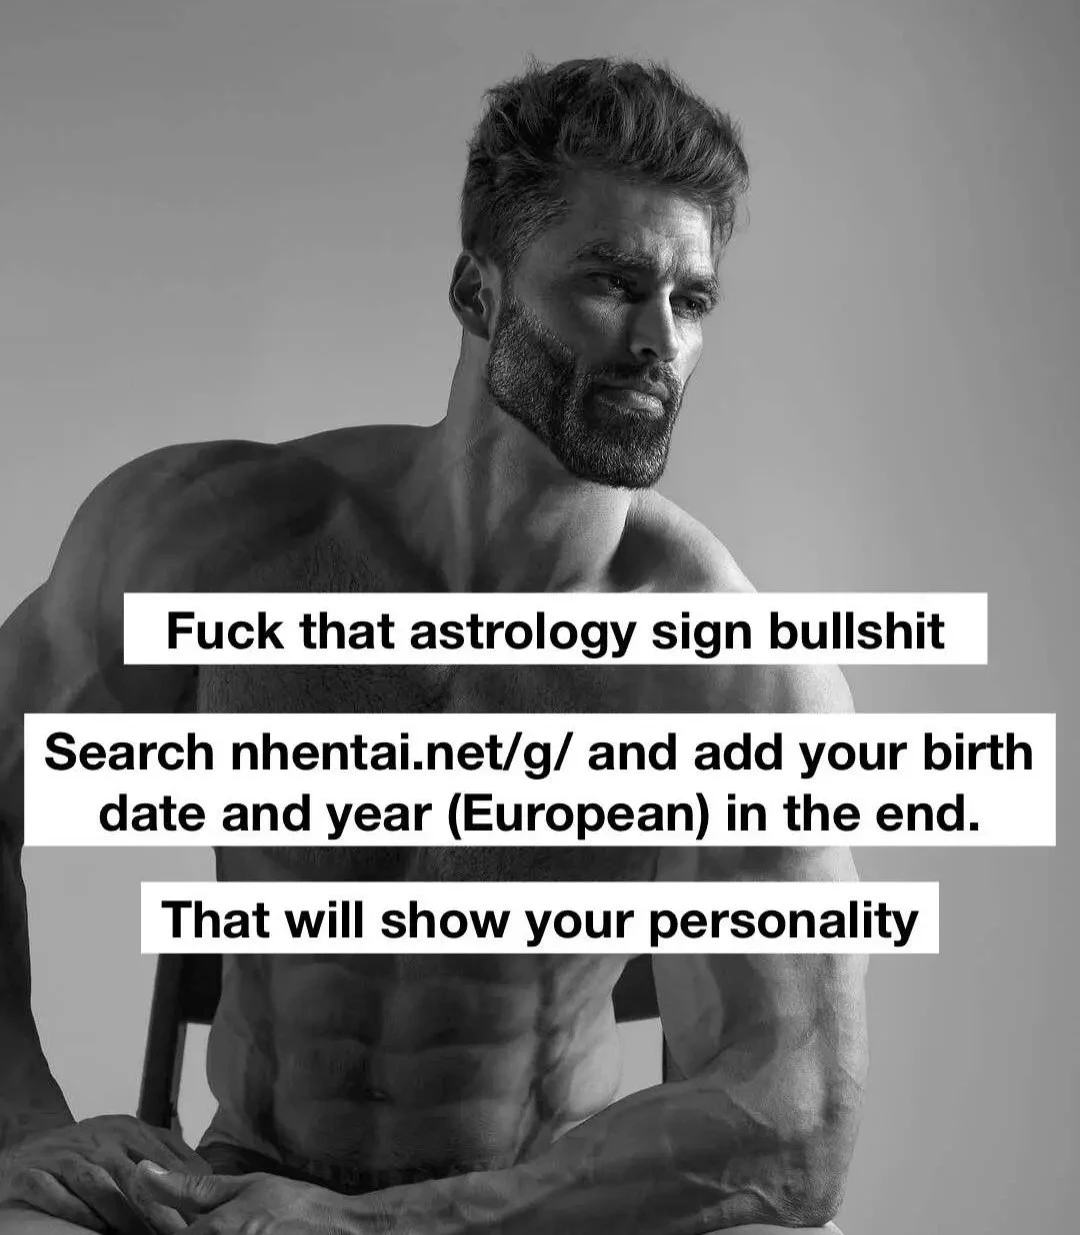 Fuck that astrology sign bullshit
Search nhentai.net/g/ and add your birth
date and year (European) in the end.
That will show your personality